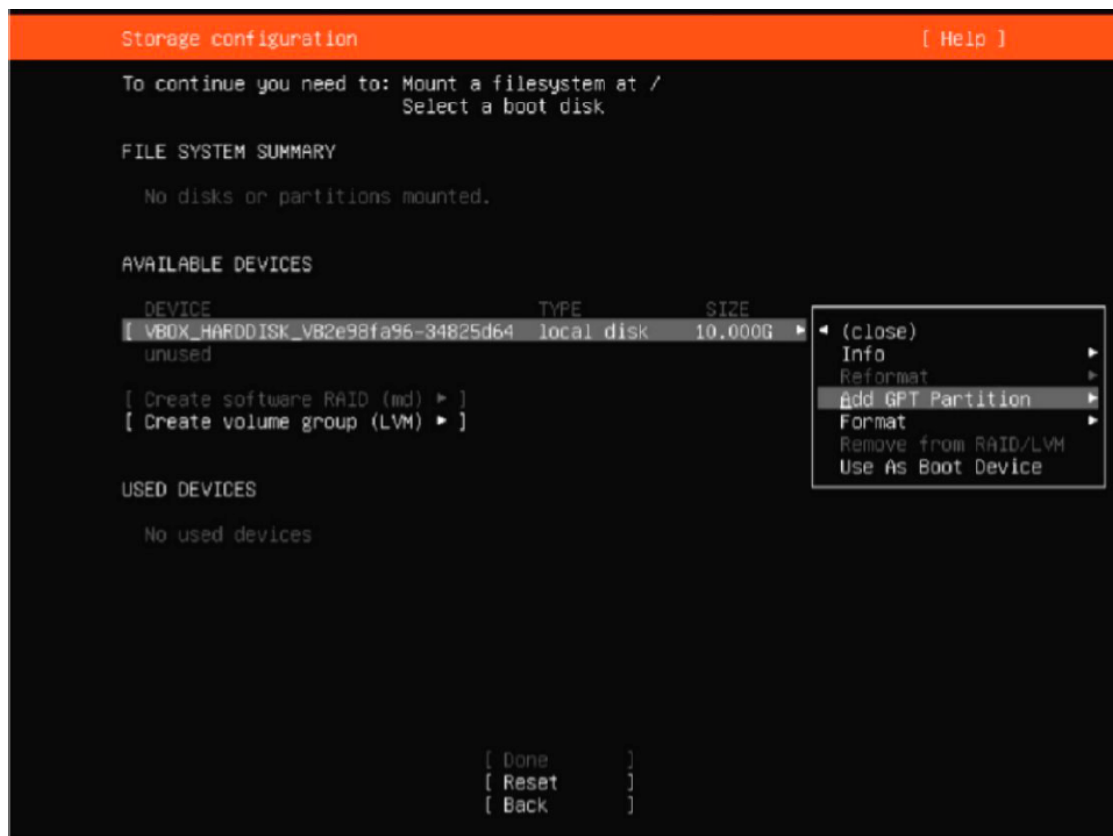 Storage configuration [ Help ]
To continue you need to: Mount a filesystem at /
Select a boot disk
FILE SYSTEM SUMMARY
No disks or partitions mounted.
AVAILABLE DEVICES
DEVICE TYPE SIZE
[ VBOX_HARDDISK_VB2e98fa96-34825d64 local disk 10.000G ▸
unused
[ Create software RAID (md) ▸ ]
[ Create volume group (LVM) ▸ ]
◂ (close)
Info ▸
Reformat ▸
Add GPT Partition ▸
Format ▸
Remove from RAID/LVM
Use As Boot Device
USED DEVICES
No used devices
[ Done ]
[ Reset ]
[ Back ]